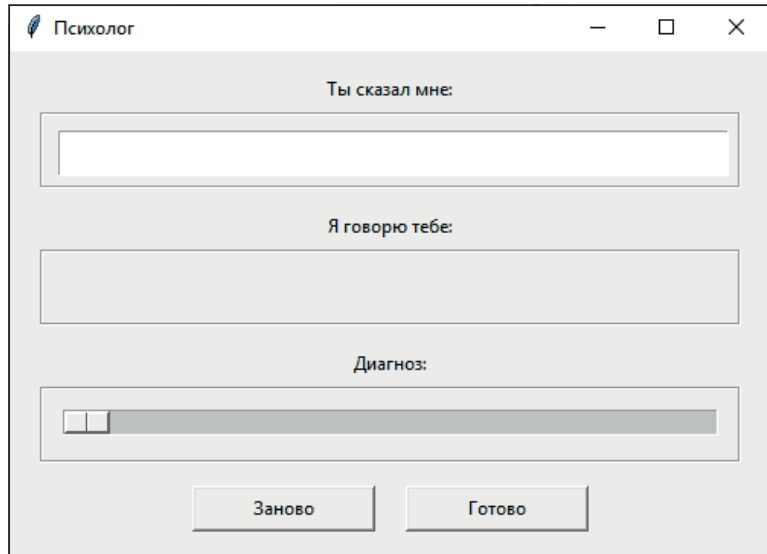 Психолог
Ты сказал мне:
Я говорю тебе:
Диагноз:
Заново Готово